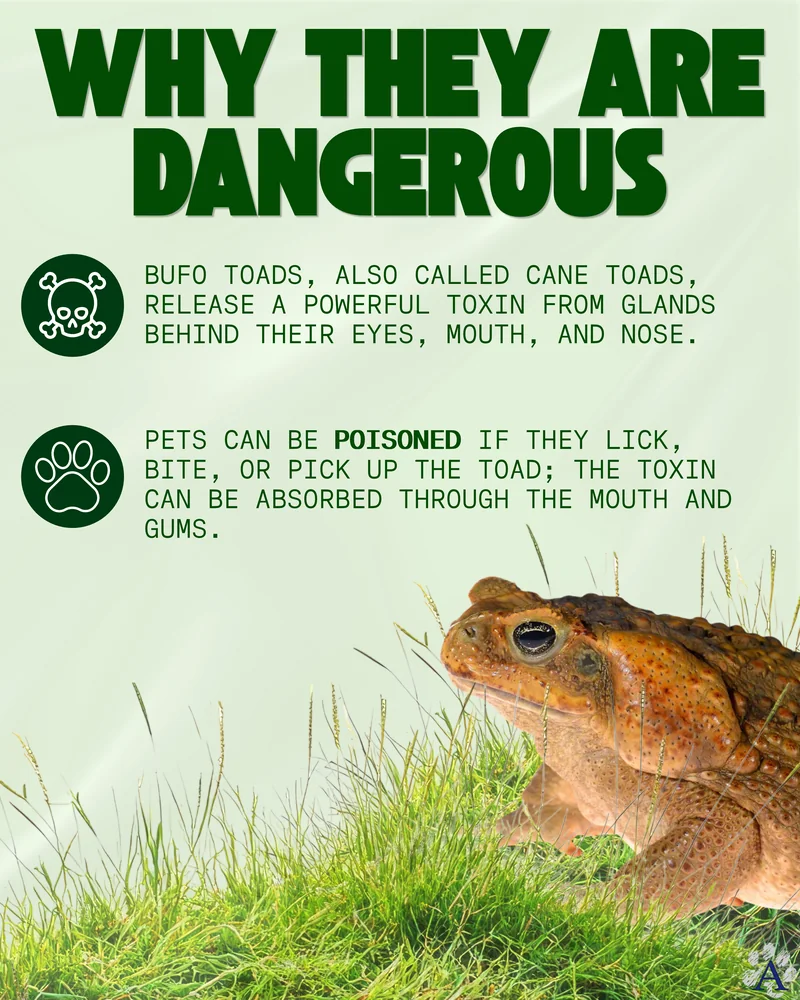 WHY THEY ARE
DANGEROUS
BUFO TOADS, ALSO CALLED CANE TOADS,
RELEASE A POWERFUL TOXIN FROM GLANDS
BEHIND THEIR EYES, MOUTH, AND NOSE.
PETS CAN BE POISONED IF THEY LICK,
BITE, OR PICK UP THE TOAD; THE TOXIN
CAN BE ABSORBED THROUGH THE MOUTH AND
GUMS.
A